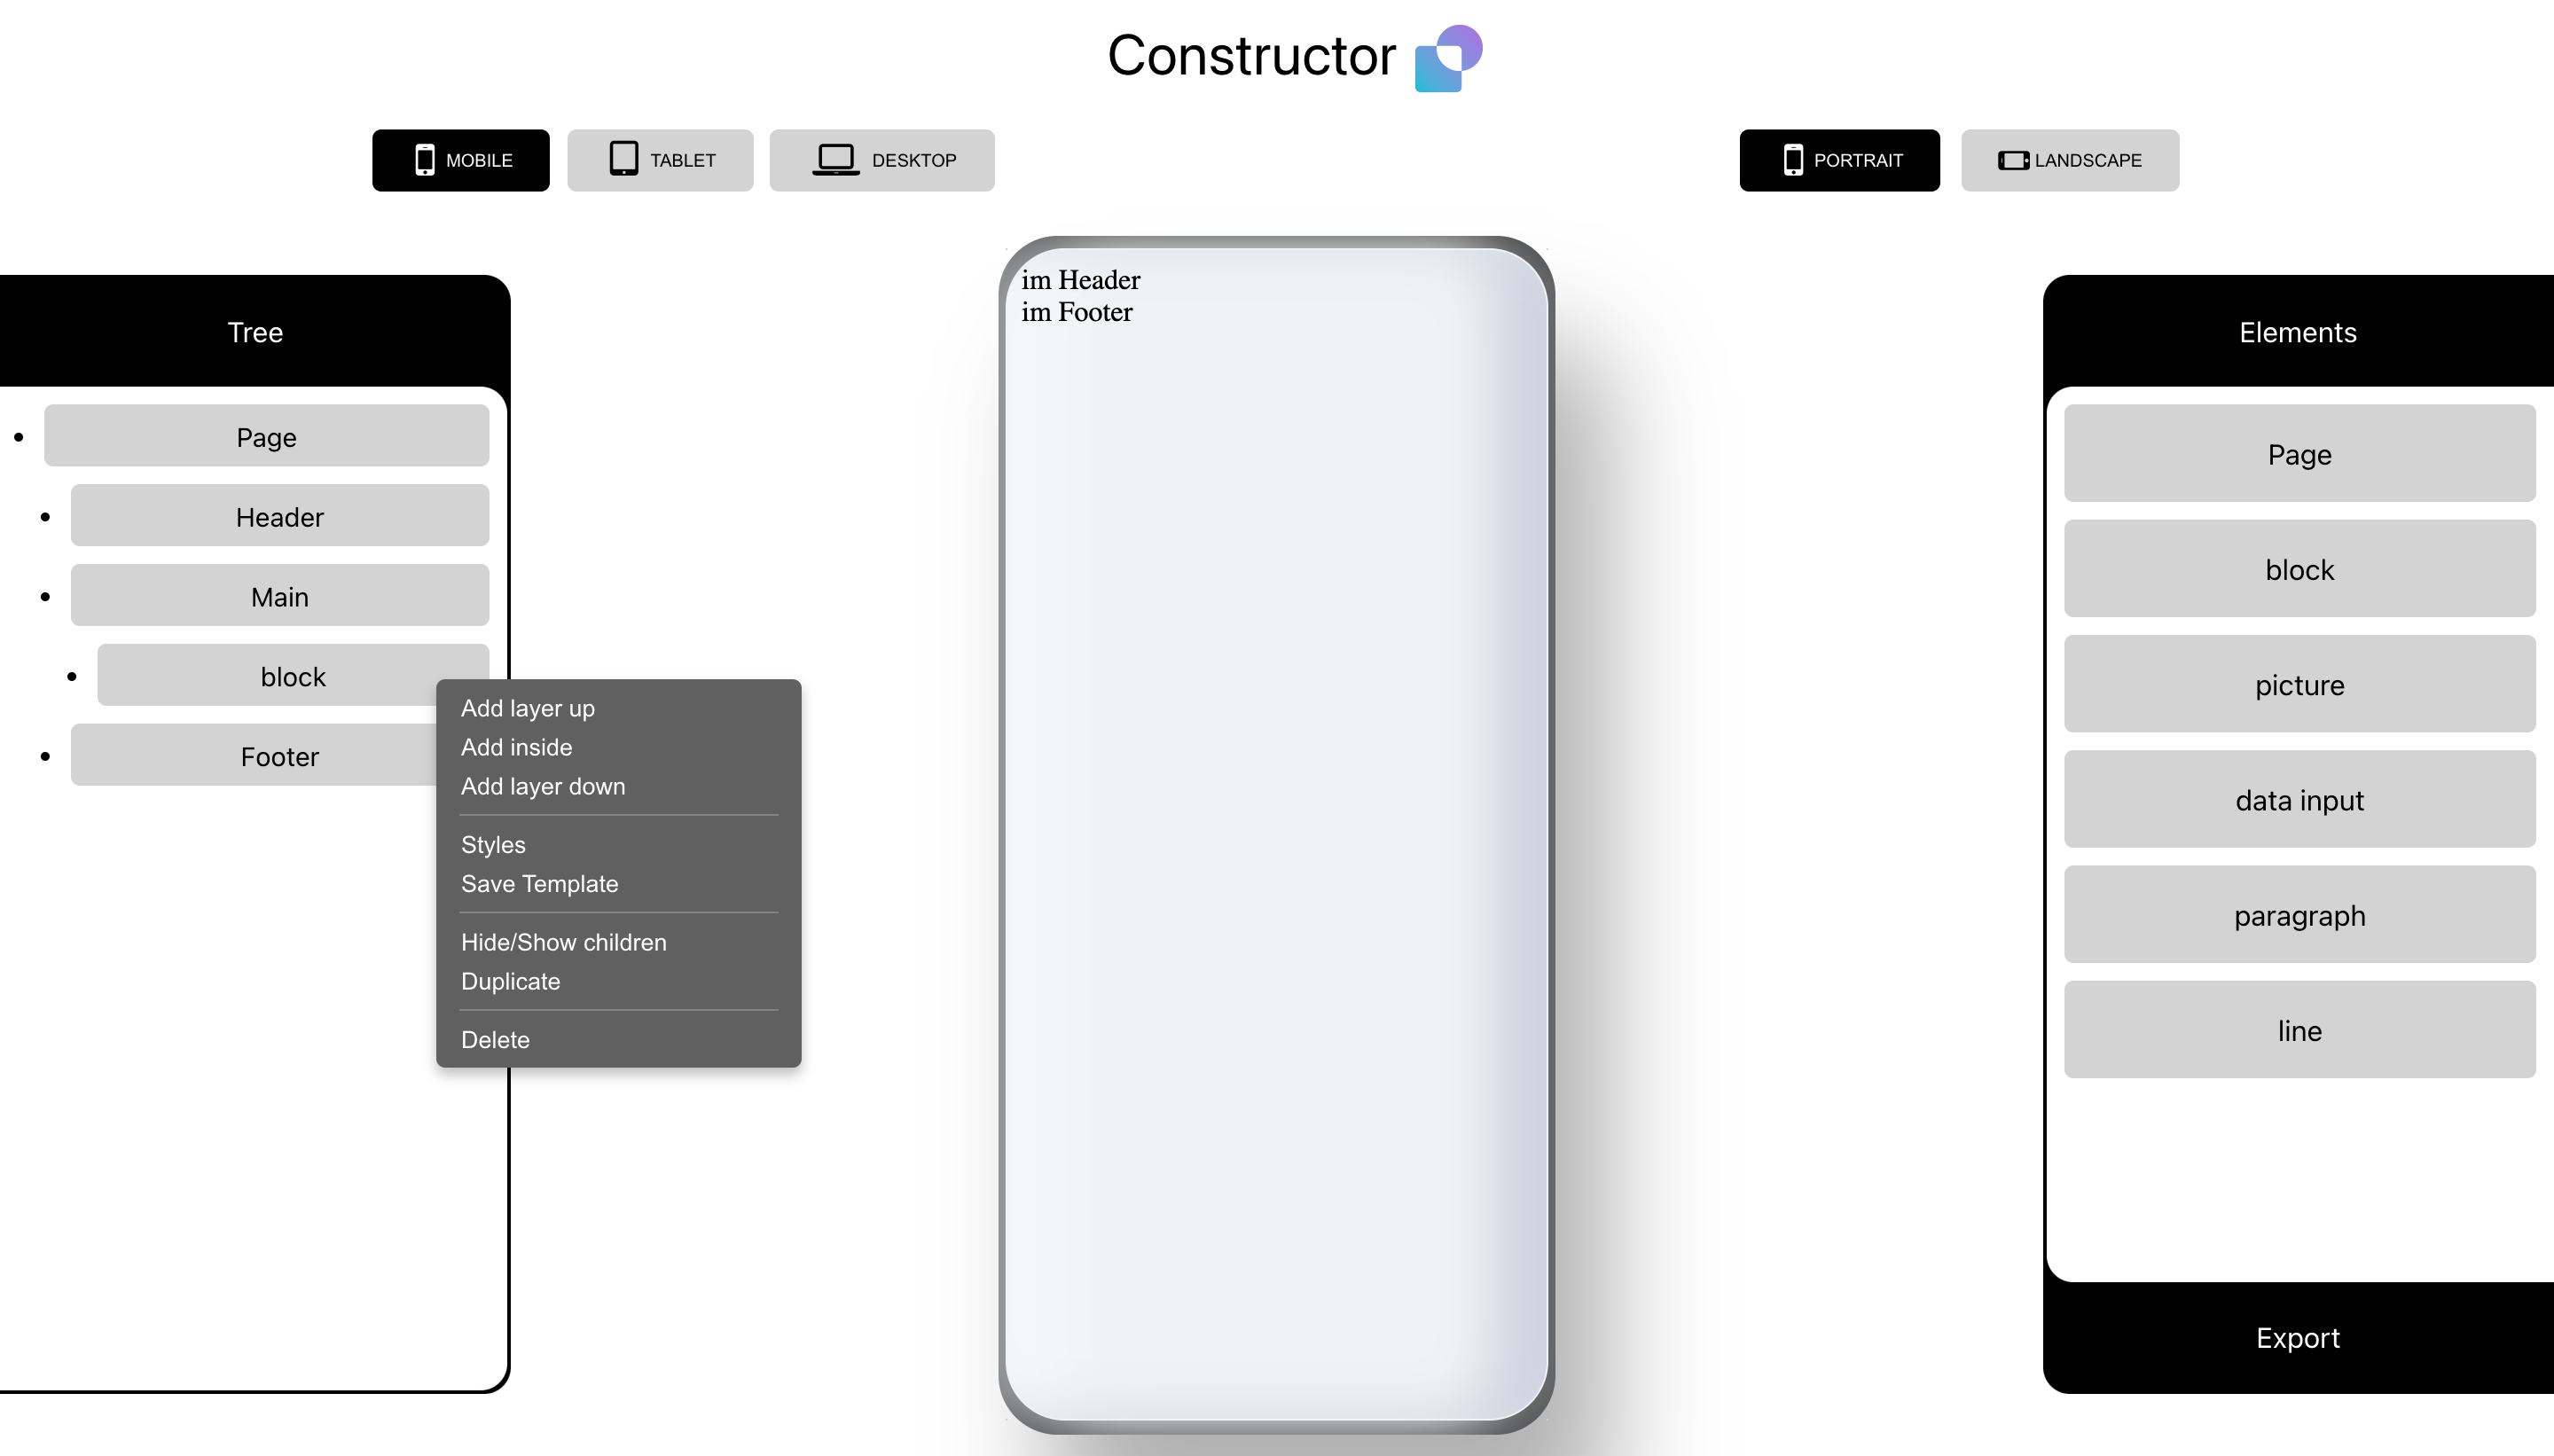 Constructor
MOBILE
TABLET
DESKTOP
PORTRAIT
LANDSCAPE
Tree
Page
Header
Main
block
Footer
Add layer up
Add inside
Add layer down
Styles
Save Template
Hide/Show children
Duplicate
Delete
im Header
im Footer
Elements
Page
block
picture
data input
paragraph
line
Export